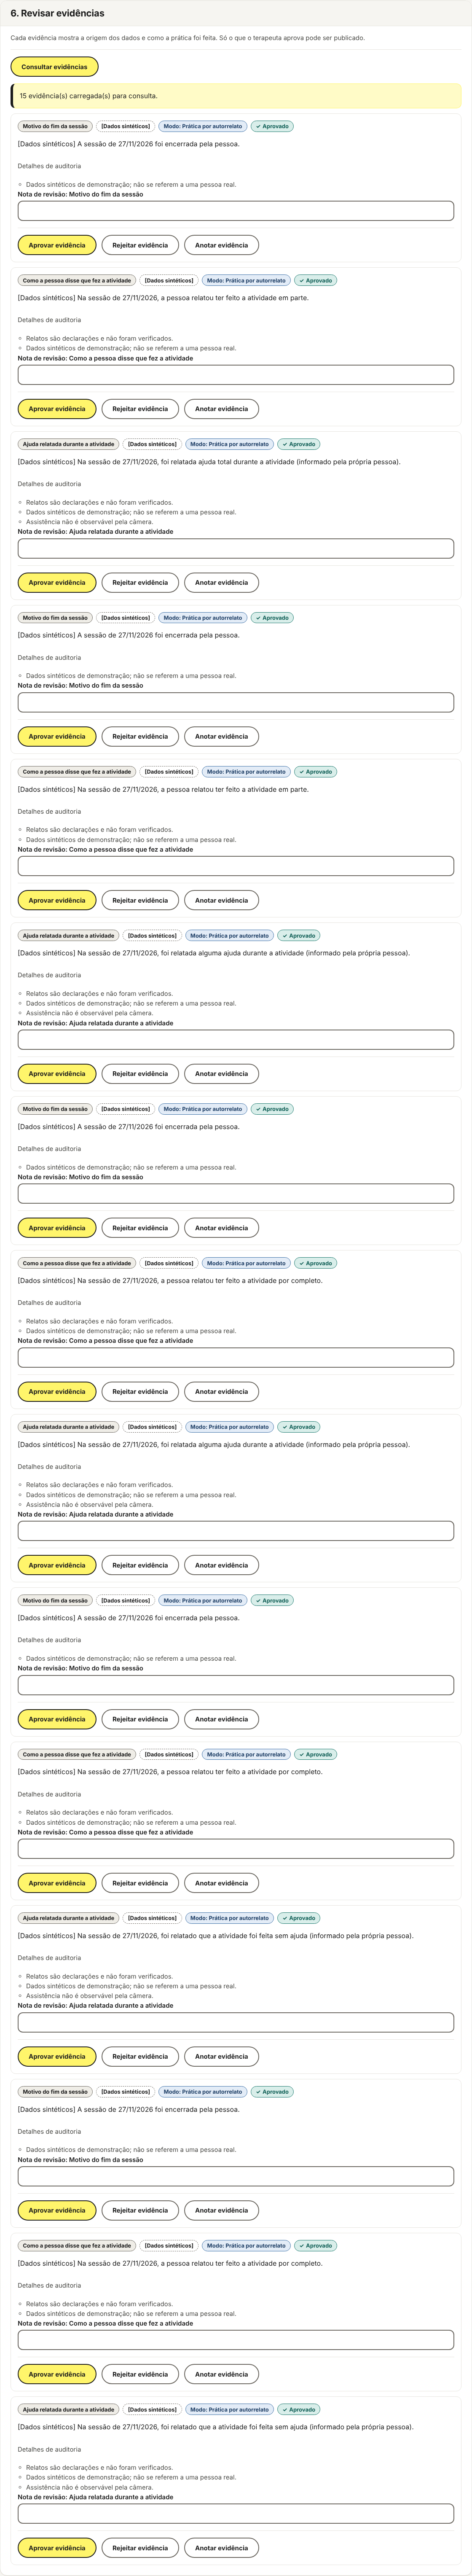 6. Revisar evidências
Cada evidência mostra a origem dos dados e como a prática foi feita. Só o que o terapeuta aprova pode ser publicado.
Consultar evidências
15 evidência(s) carregada(s) para consulta.
Motivo do fim da sessão [Dados sintéticos] Modo: Prática por autorrelato ✓ Aprovado
[Dados sintéticos] A sessão de 27/11/2026 foi encerrada pela pessoa.
Detalhes de auditoria
Dados sintéticos de demonstração; não se referem a uma pessoa real.
Nota de revisão: Motivo do fim da sessão
Aprovar evidência Rejeitar evidência Anotar evidência
Como a pessoa disse que fez a atividade [Dados sintéticos] Modo: Prática por autorrelato ✓ Aprovado
[Dados sintéticos] Na sessão de 27/11/2026, a pessoa relatou ter feito a atividade em parte.
Detalhes de auditoria
Relatos são declarações e não foram verificados.
Dados sintéticos de demonstração; não se referem a uma pessoa real.
Nota de revisão: Como a pessoa disse que fez a atividade
Aprovar evidência Rejeitar evidência Anotar evidência
Ajuda relatada durante a atividade [Dados sintéticos] Modo: Prática por autorrelato ✓ Aprovado
[Dados sintéticos] Na sessão de 27/11/2026, foi relatada ajuda total durante a atividade (informado pela própria pessoa).
Detalhes de auditoria
Relatos são declarações e não foram verificados.
Dados sintéticos de demonstração; não se referem a uma pessoa real.
Assistência não é observável pela câmera.
Nota de revisão: Ajuda relatada durante a atividade
Aprovar evidência Rejeitar evidência Anotar evidência
Motivo do fim da sessão [Dados sintéticos] Modo: Prática por autorrelato ✓ Aprovado
[Dados sintéticos] A sessão de 27/11/2026 foi encerrada pela pessoa.
Detalhes de auditoria
Dados sintéticos de demonstração; não se referem a uma pessoa real.
Nota de revisão: Motivo do fim da sessão
Aprovar evidência Rejeitar evidência Anotar evidência
Como a pessoa disse que fez a atividade [Dados sintéticos] Modo: Prática por autorrelato ✓ Aprovado
[Dados sintéticos] Na sessão de 27/11/2026, a pessoa relatou ter feito a atividade em parte.
Detalhes de auditoria
Relatos são declarações e não foram verificados.
Dados sintéticos de demonstração; não se referem a uma pessoa real.
Nota de revisão: Como a pessoa disse que fez a atividade
Aprovar evidência Rejeitar evidência Anotar evidência
Ajuda relatada durante a atividade [Dados sintéticos] Modo: Prática por autorrelato ✓ Aprovado
[Dados sintéticos] Na sessão de 27/11/2026, foi relatada alguma ajuda durante a atividade (informado pela própria pessoa).
Detalhes de auditoria
Relatos são declarações e não foram verificados.
Dados sintéticos de demonstração; não se referem a uma pessoa real.
Assistência não é observável pela câmera.
Nota de revisão: Ajuda relatada durante a atividade
Aprovar evidência Rejeitar evidência Anotar evidência
Motivo do fim da sessão [Dados sintéticos] Modo: Prática por autorrelato ✓ Aprovado
[Dados sintéticos] A sessão de 27/11/2026 foi encerrada pela pessoa.
Detalhes de auditoria
Dados sintéticos de demonstração; não se referem a uma pessoa real.
Nota de revisão: Motivo do fim da sessão
Aprovar evidência Rejeitar evidência Anotar evidência
Como a pessoa disse que fez a atividade [Dados sintéticos] Modo: Prática por autorrelato ✓ Aprovado
[Dados sintéticos] Na sessão de 27/11/2026, a pessoa relatou ter feito a atividade por completo.
Detalhes de auditoria
Relatos são declarações e não foram verificados.
Dados sintéticos de demonstração; não se referem a uma pessoa real.
Nota de revisão: Como a pessoa disse que fez a atividade
Aprovar evidência Rejeitar evidência Anotar evidência
Ajuda relatada durante a atividade [Dados sintéticos] Modo: Prática por autorrelato ✓ Aprovado
[Dados sintéticos] Na sessão de 27/11/2026, foi relatada alguma ajuda durante a atividade (informado pela própria pessoa).
Detalhes de auditoria
Relatos são declarações e não foram verificados.
Dados sintéticos de demonstração; não se referem a uma pessoa real.
Assistência não é observável pela câmera.
Nota de revisão: Ajuda relatada durante a atividade
Aprovar evidência Rejeitar evidência Anotar evidência
Motivo do fim da sessão [Dados sintéticos] Modo: Prática por autorrelato ✓ Aprovado
[Dados sintéticos] A sessão de 27/11/2026 foi encerrada pela pessoa.
Detalhes de auditoria
Dados sintéticos de demonstração; não se referem a uma pessoa real.
Nota de revisão: Motivo do fim da sessão
Aprovar evidência Rejeitar evidência Anotar evidência
Como a pessoa disse que fez a atividade [Dados sintéticos] Modo: Prática por autorrelato ✓ Aprovado
[Dados sintéticos] Na sessão de 27/11/2026, a pessoa relatou ter feito a atividade por completo.
Detalhes de auditoria
Relatos são declarações e não foram verificados.
Dados sintéticos de demonstração; não se referem a uma pessoa real.
Nota de revisão: Como a pessoa disse que fez a atividade
Aprovar evidência Rejeitar evidência Anotar evidência
Ajuda relatada durante a atividade [Dados sintéticos] Modo: Prática por autorrelato ✓ Aprovado
[Dados sintéticos] Na sessão de 27/11/2026, foi relatado que a atividade foi feita sem ajuda (informado pela própria pessoa).
Detalhes de auditoria
Relatos são declarações e não foram verificados.
Dados sintéticos de demonstração; não se referem a uma pessoa real.
Assistência não é observável pela câmera.
Nota de revisão: Ajuda relatada durante a atividade
Aprovar evidência Rejeitar evidência Anotar evidência
Motivo do fim da sessão [Dados sintéticos] Modo: Prática por autorrelato ✓ Aprovado
[Dados sintéticos] A sessão de 27/11/2026 foi encerrada pela pessoa.
Detalhes de auditoria
Dados sintéticos de demonstração; não se referem a uma pessoa real.
Nota de revisão: Motivo do fim da sessão
Aprovar evidência Rejeitar evidência Anotar evidência
Como a pessoa disse que fez a atividade [Dados sintéticos] Modo: Prática por autorrelato ✓ Aprovado
[Dados sintéticos] Na sessão de 27/11/2026, a pessoa relatou ter feito a atividade por completo.
Detalhes de auditoria
Relatos são declarações e não foram verificados.
Dados sintéticos de demonstração; não se referem a uma pessoa real.
Nota de revisão: Como a pessoa disse que fez a atividade
Aprovar evidência Rejeitar evidência Anotar evidência
Ajuda relatada durante a atividade [Dados sintéticos] Modo: Prática por autorrelato ✓ Aprovado
[Dados sintéticos] Na sessão de 27/11/2026, foi relatado que a atividade foi feita sem ajuda (informado pela própria pessoa).
Detalhes de auditoria
Relatos são declarações e não foram verificados.
Dados sintéticos de demonstração; não se referem a uma pessoa real.
Assistência não é observável pela câmera.
Nota de revisão: Ajuda relatada durante a atividade
Aprovar evidência Rejeitar evidência Anotar evidência